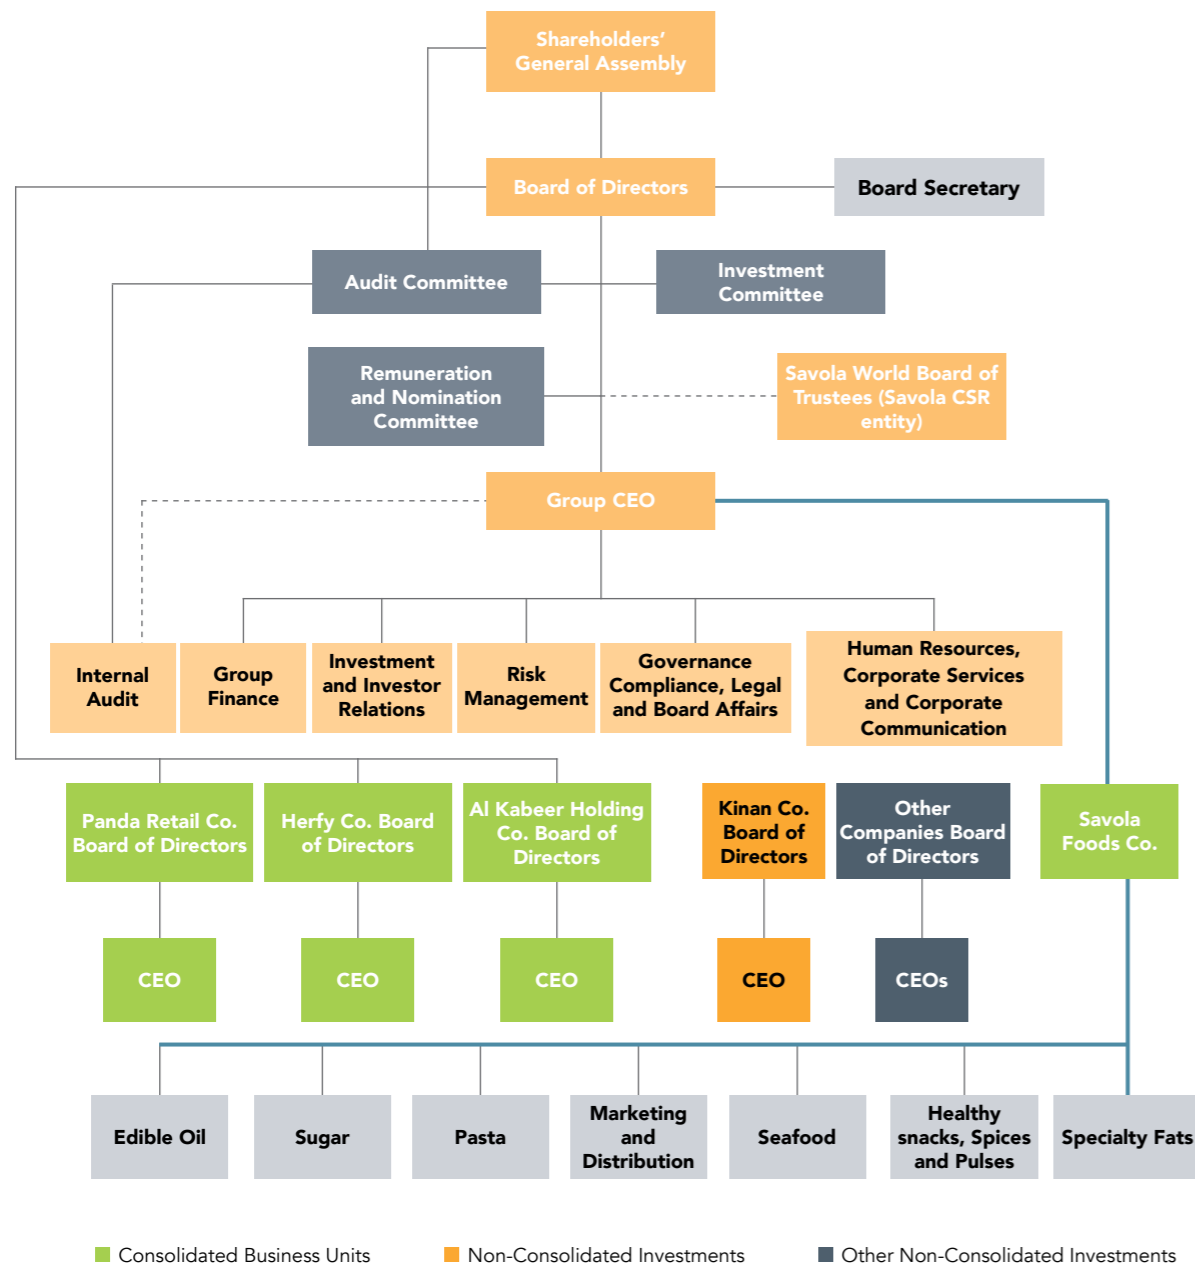 Shareholders’
General Assembly
Board of Directors
Board Secretary
Audit Committee
Investment
Committee
Remuneration
and Nomination
Committee
Savola World Board of
Trustees (Savola CSR
entity)
Group CEO
Internal
Audit
Group
Finance
Investment
and Investor
Relations
Risk
Management
Governance
Compliance, Legal
and Board Affairs
Human Resources,
Corporate Services
and Corporate
Communication
Panda Retail Co.
Board of Directors
Herfy Co. Board
of Directors
Al Kabeer Holding
Co. Board of
Directors
Kinan Co.
Board of
Directors
Other
Companies Board
of Directors
Savola
Foods Co.
CEO
CEO
CEO
CEO
CEOs
Edible Oil
Sugar
Pasta
Marketing
and
Distribution
Seafood
Healthy
snacks, Spices
and Pulses
Specialty Fats
Consolidated Business Units
Non-Consolidated Investments
Other Non-Consolidated Investments